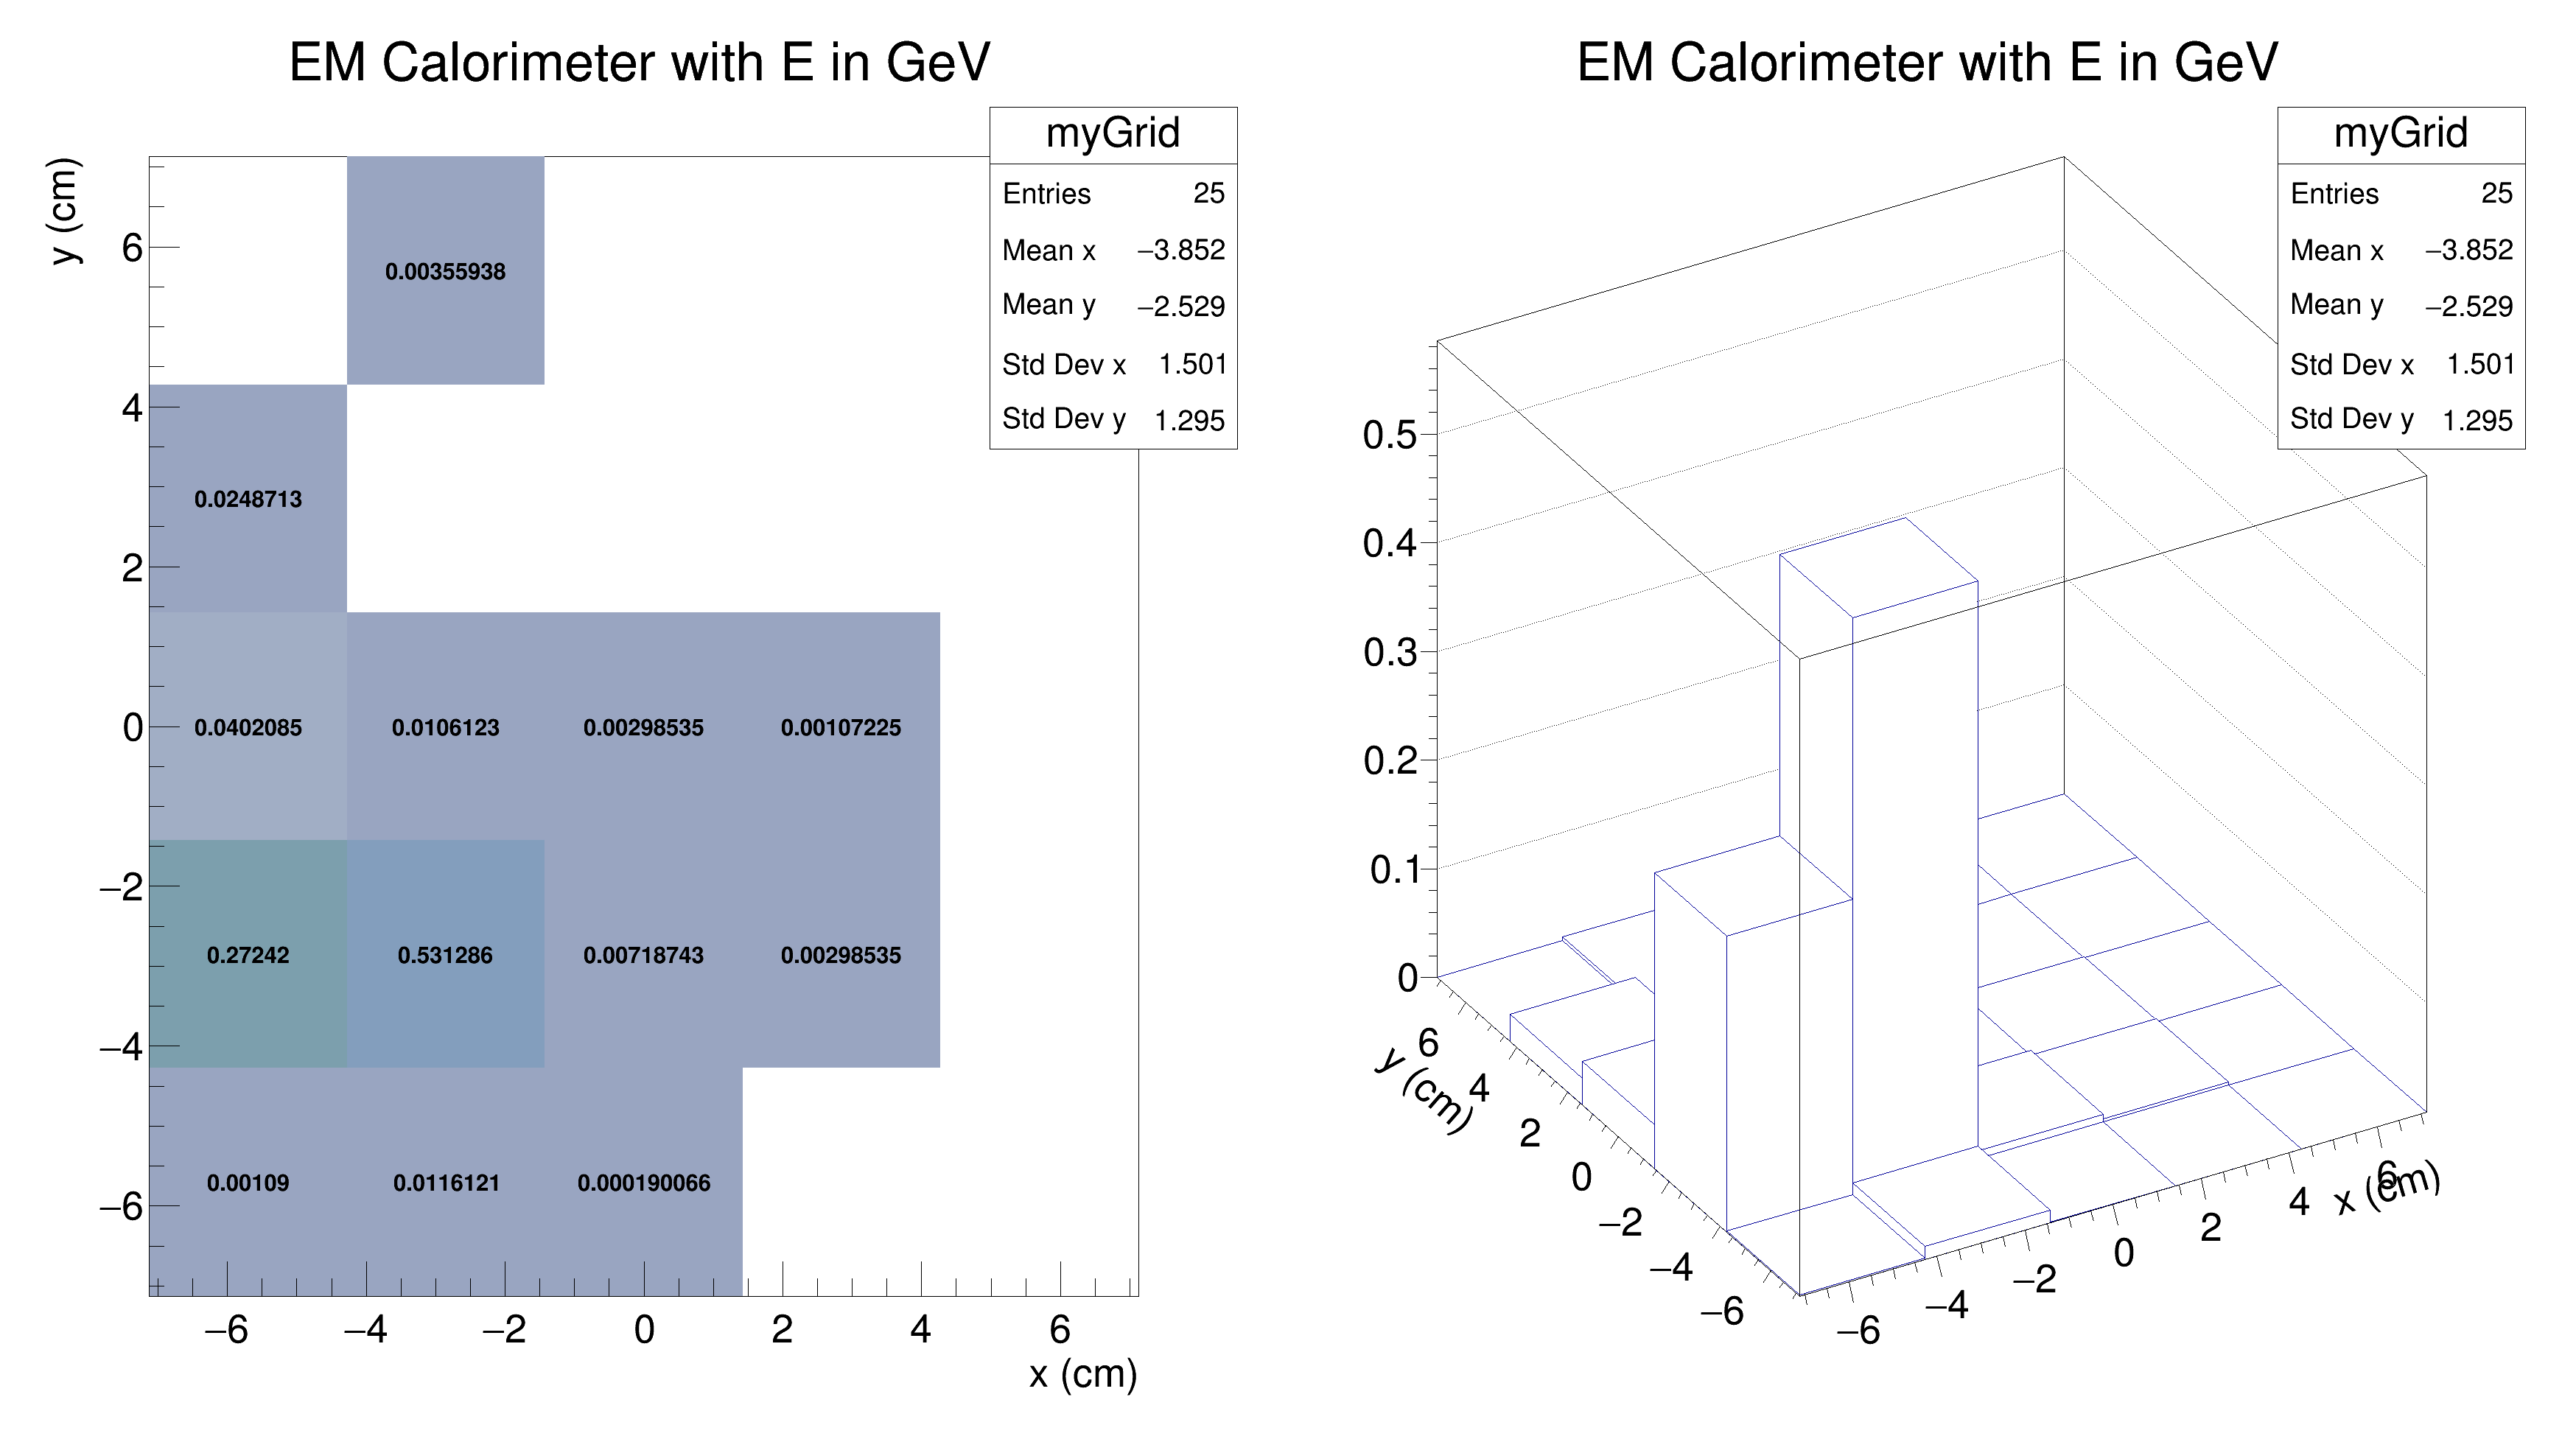 EM Calorimeter with E in GeV
myGrid
Entries 25
Mean x −3.852
Mean y −2.529
Std Dev x 1.501
Std Dev y 1.295
y (cm)
6
4
2
0
−2
−4
−6
0.00355938
0.0248713
0.0402085 0.0106123 0.00298535 0.00107225
0.27242 0.531286 0.00718743 0.00298535
0.00109 0.0116121 0.000190066
−6 −4 −2 0 2 4 6
x (cm)
EM Calorimeter with E in GeV
myGrid
Entries 25
Mean x −3.852
Mean y −2.529
Std Dev x 1.501
Std Dev y 1.295
0.5
0.4
0.3
0.2
0.1
0
6
4
2
0
−2
−4
−6
y (cm)
−6
−4
−2
0
2
4
6
x (cm)